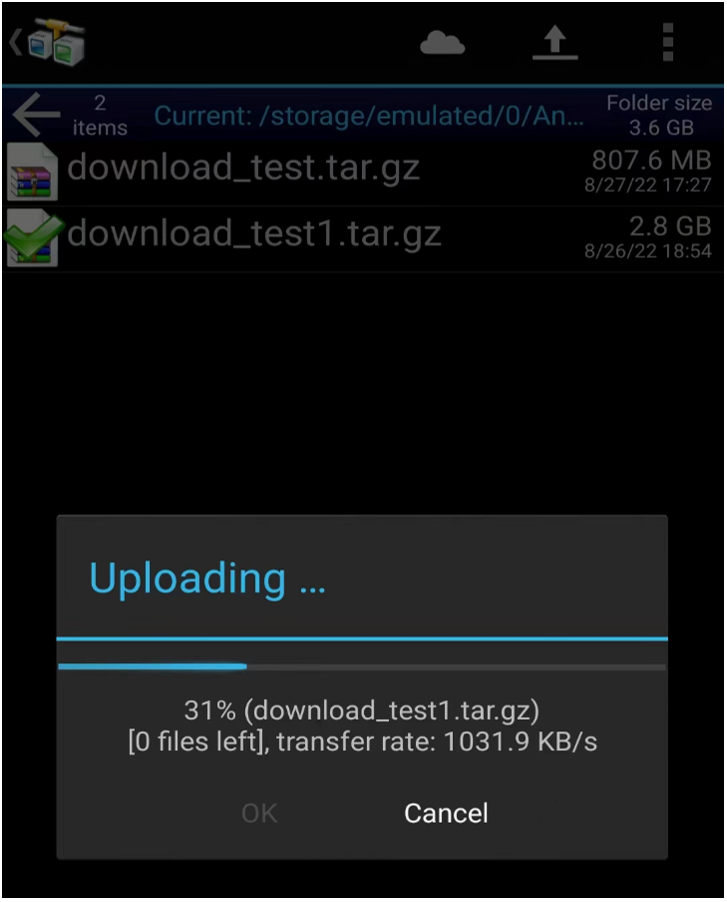 2
items
Current: /storage/emulated/0/An...
Folder size
3.6 GB
download_test.tar.gz
807.6 MB
8/27/22 17:27
download_test1.tar.gz
2.8 GB
8/26/22 18:54
Uploading ...
31% (download_test1.tar.gz)
[0 files left], transfer rate: 1031.9 KB/s
OK
Cancel